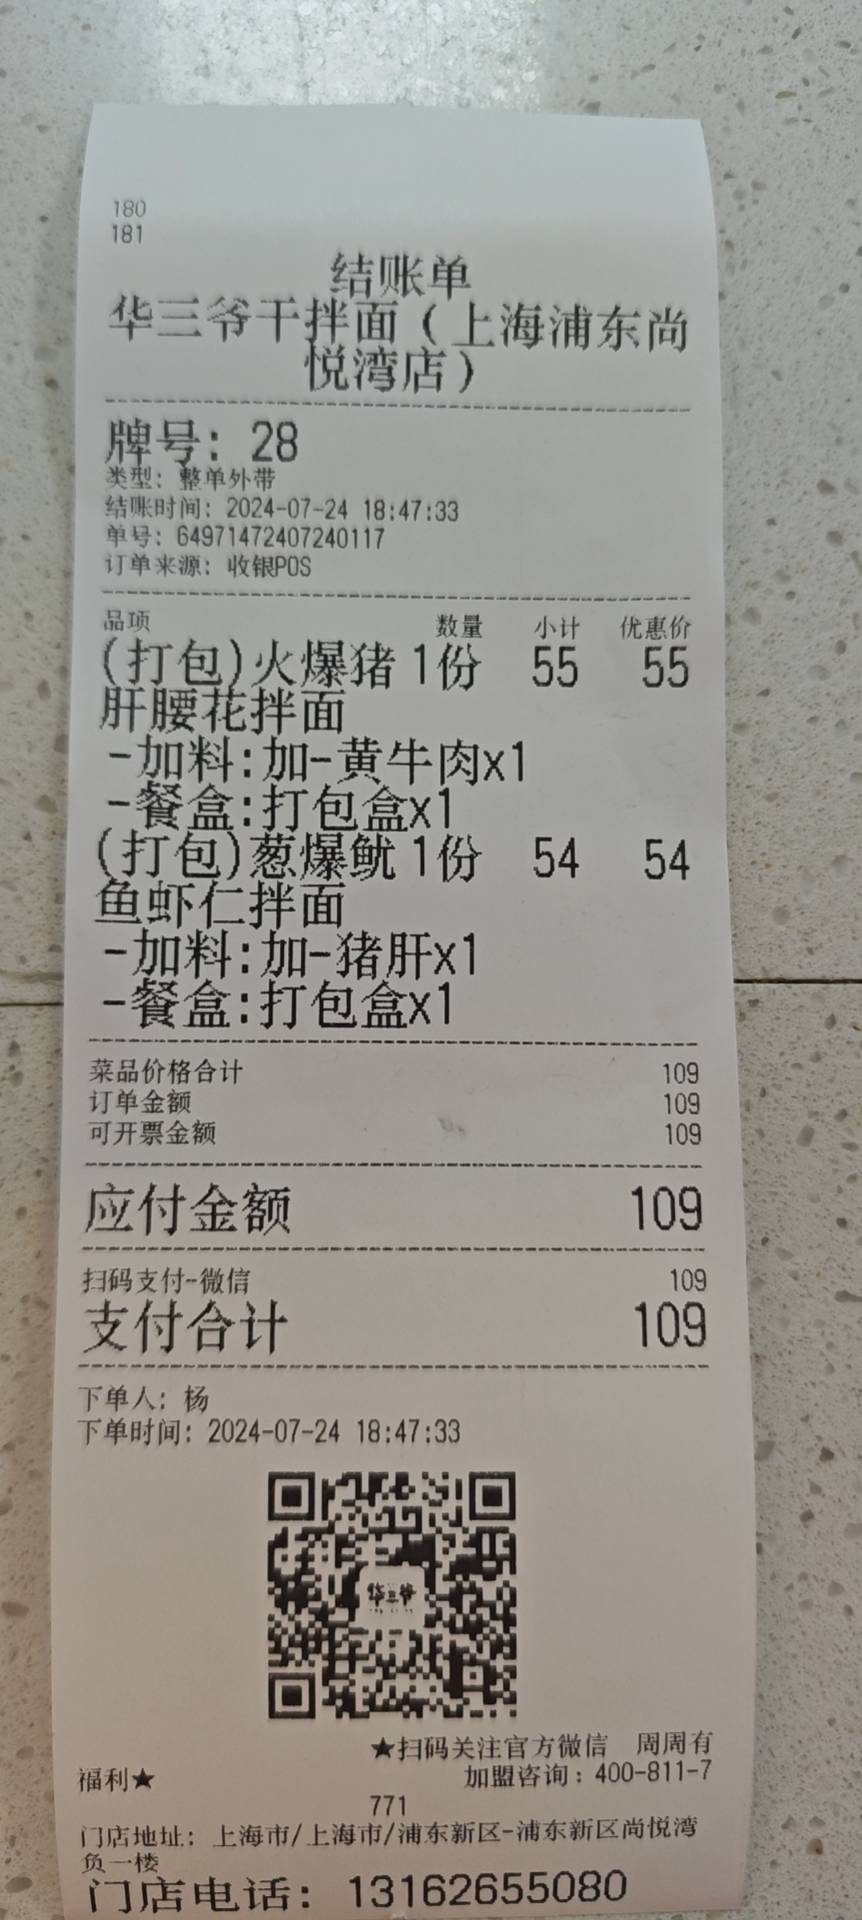 180
181
结账单
华三爷干拌面（上海浦东尚
悦湾店）
牌号：28
类型：整单外带
结账时间：2024-07-24 18:47:33
单号：64971472407240117
订单来源：收银POS
品项 数量 小计 优惠价
(打包)火爆猪 1份 55 55
肝腰花拌面
-加料:加-黄牛肉x1
-餐盒:打包盒x1
(打包)葱爆鱿 1份 54 54
鱼虾仁拌面
-加料:加-猪肝x1
-餐盒:打包盒x1
菜品价格合计 109
订单金额 109
可开票金额 109
应付金额 109
扫码支付-微信 109
支付合计 109
下单人：杨
下单时间：2024-07-24 18:47:33
华三爷
★扫码关注官方微信 周周有
福利★ 加盟咨询：400-811-7
771
门店地址：上海市/上海市/浦东新区-浦东新区尚悦湾
负一楼
门店电话：13162655080